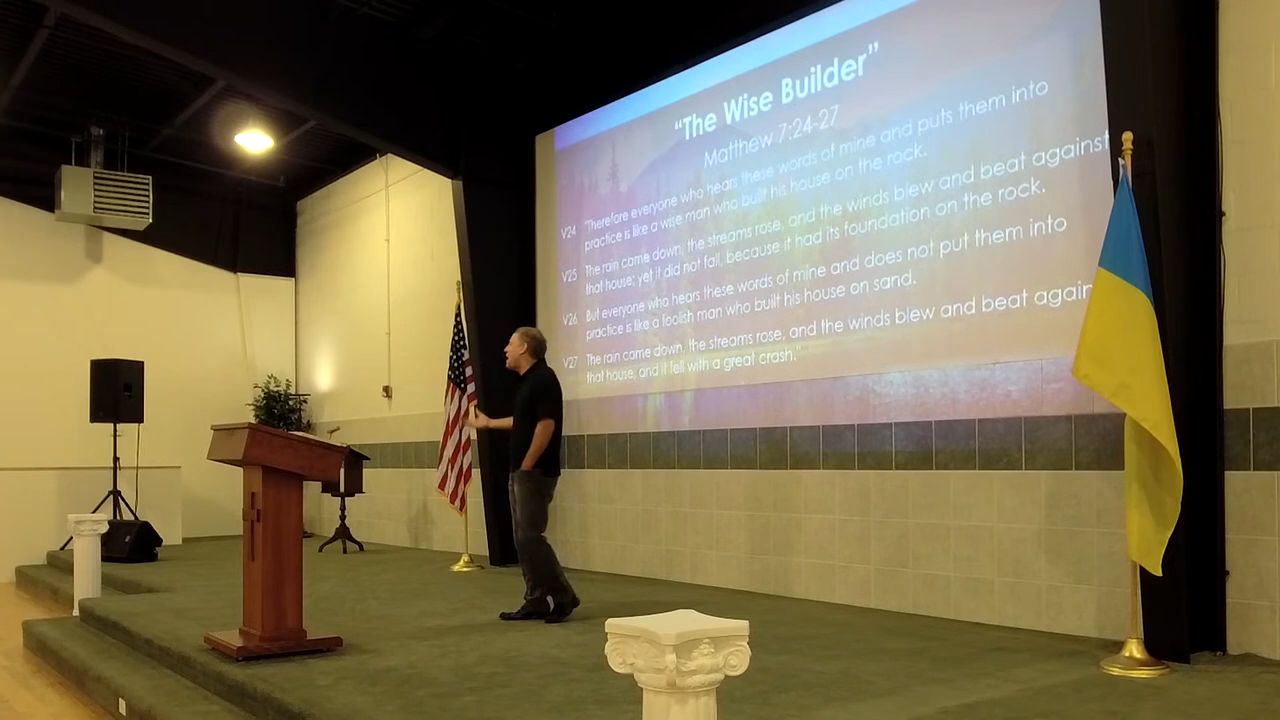 “The Wise Builder”
Matthew 7:24-27
V24 “Therefore everyone who hears these words of mine and puts them into
practice is like a wise man who built his house on the rock.
V25 The rain came down, the streams rose, and the winds blew and beat against
that house; yet it did not fall, because it had its foundation on the rock.
V26 But everyone who hears these words of mine and does not put them into
practice is like a foolish man who built his house on sand.
V27 The rain came down, the streams rose, and the winds blew and beat again
that house, and it fell with a great crash.”